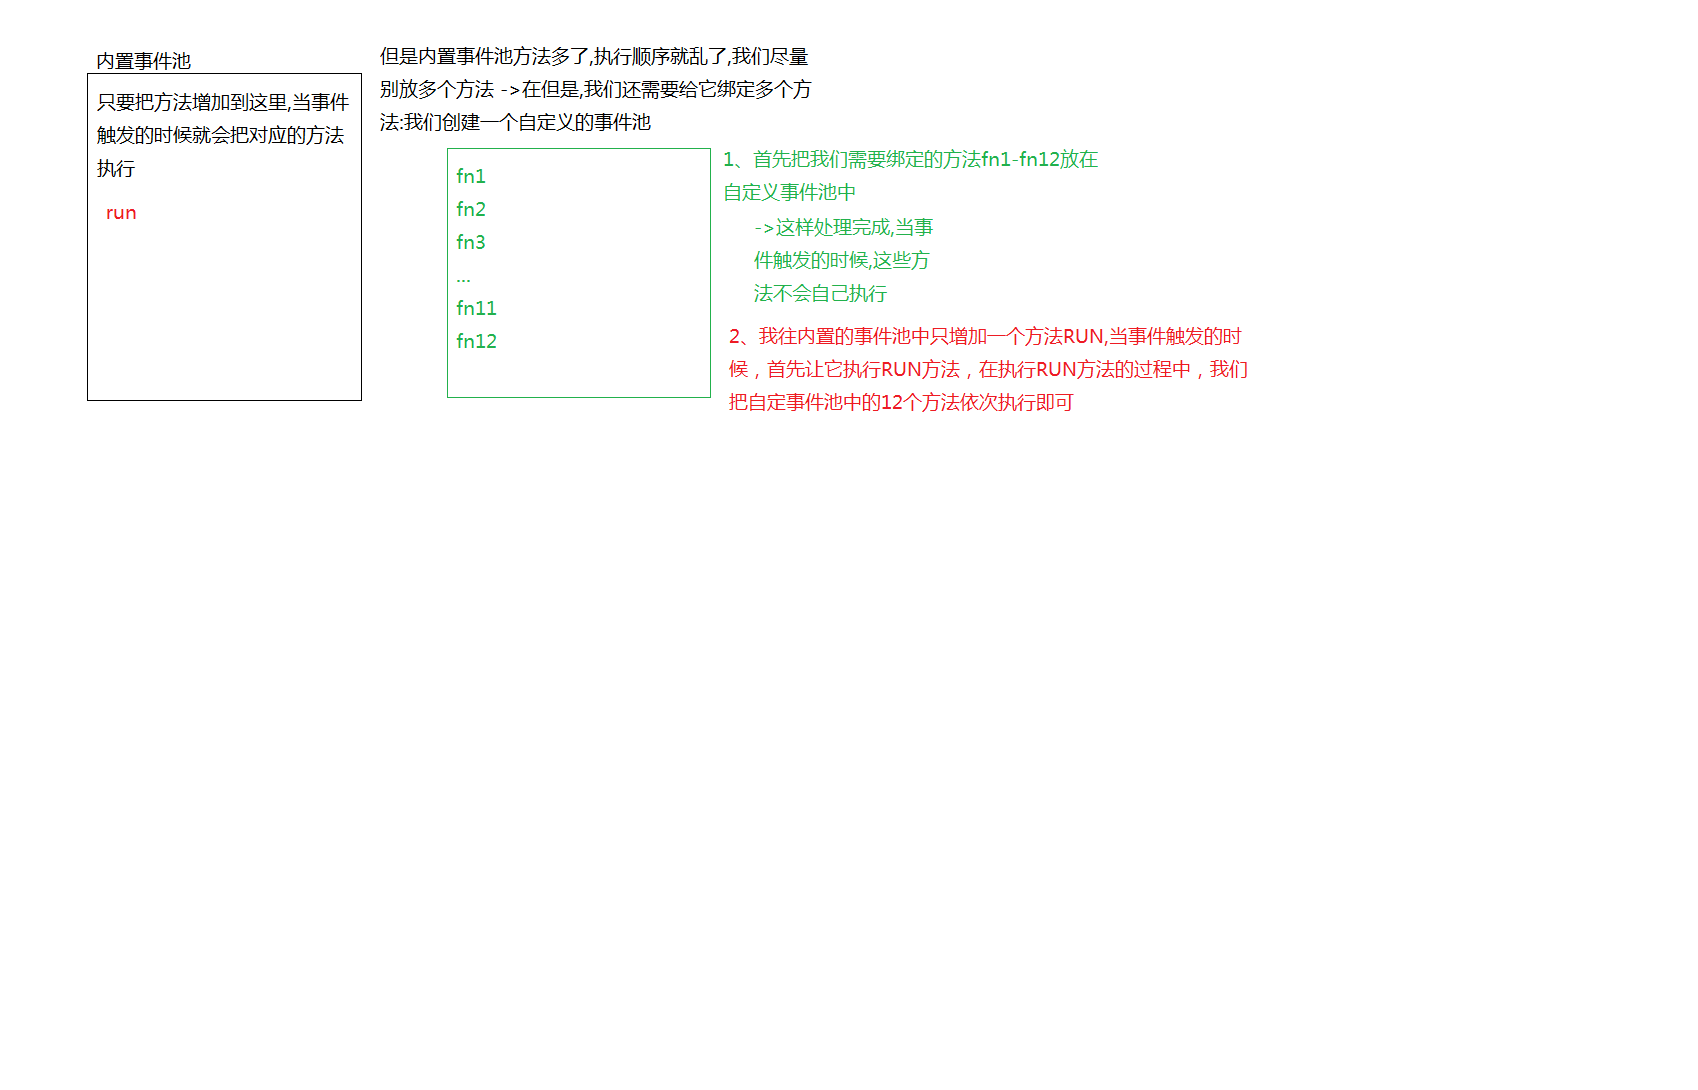 内置事件池
只要把方法增加到这里,当事件
触发的时候就会把对应的方法
执行
run
但是内置事件池方法多了,执行顺序就乱了,我们尽量
别放多个方法 ->在但是,我们还需要给它绑定多个方
法:我们创建一个自定义的事件池
fn1
fn2
fn3
...
fn11
fn12
1、首先把我们需要绑定的方法fn1-fn12放在
自定义事件池中
->这样处理完成,当事
件触发的时候,这些方
法不会自己执行
2、我往内置的事件池中只增加一个方法RUN,当事件触发的时
候，首先让它执行RUN方法，在执行RUN方法的过程中，我们
把自定事件池中的12个方法依次执行即可